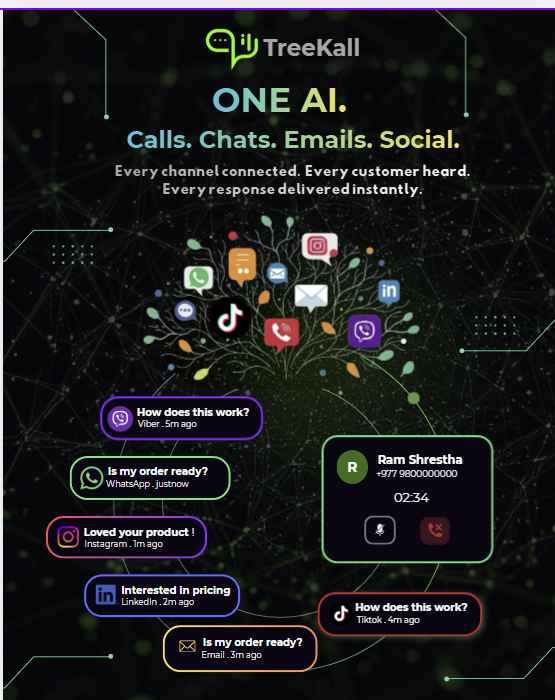 TreeKall
ONE AI.
Calls. Chats. Emails. Social.
Every channel connected. Every customer heard.
Every response delivered instantly.
in
How does this work?
Viber . 5m ago
Is my order ready?
WhatsApp . justnow
Loved your product !
Instagram . 1m ago
in
Interested in pricing
LinkedIn . 2m ago
Is my order ready?
Email . 3m ago
R
Ram Shrestha
+977 9800000000
02:34
How does this work?
Tiktok . 4m ago